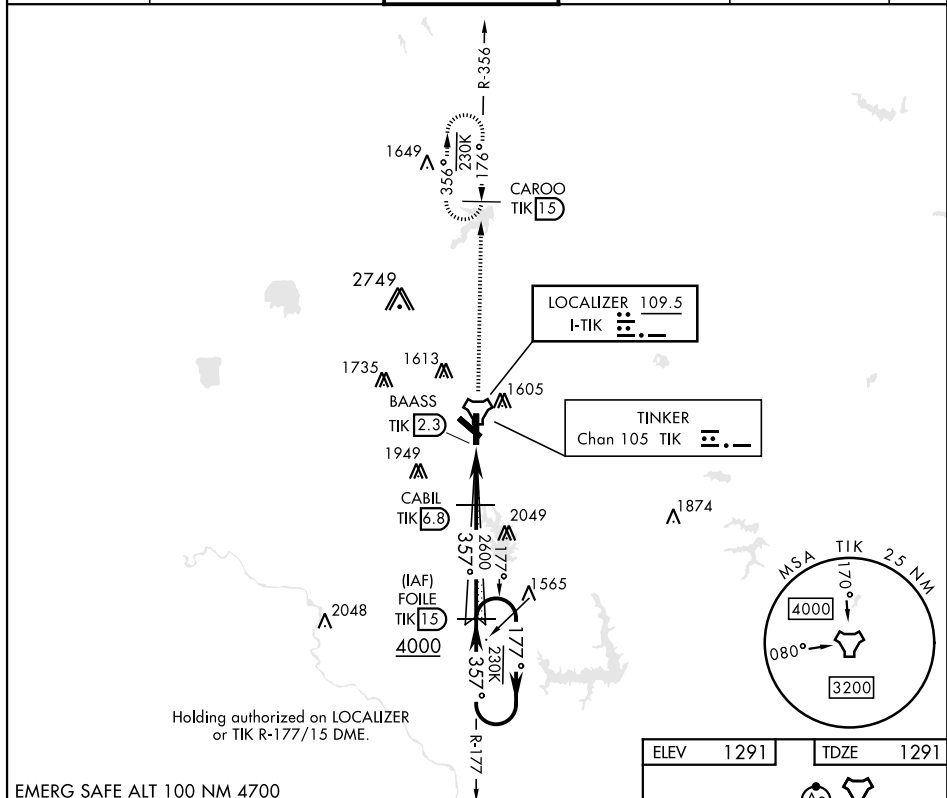 R-356
1649
356°
230K
176°
CAROO
TIK 15
2749
LOCALIZER 109.5
I-TIK
1735
1613
1605
BAASS
TIK 2.3
TINKER
Chan 105 TIK
1949
CABIL
TIK 6.8
2049
1874
357°
2600
177°
(IAF)
FOILE
TIK 15
4000
1565
2048
357°
230K
177°
MSA TIK 25 NM
170°
4000
080°
3200
Holding authorized on LOCALIZER
or TIK R-177/15 DME.
R-177
ELEV 1291
TDZE 1291
EMERG SAFE ALT 100 NM 4700